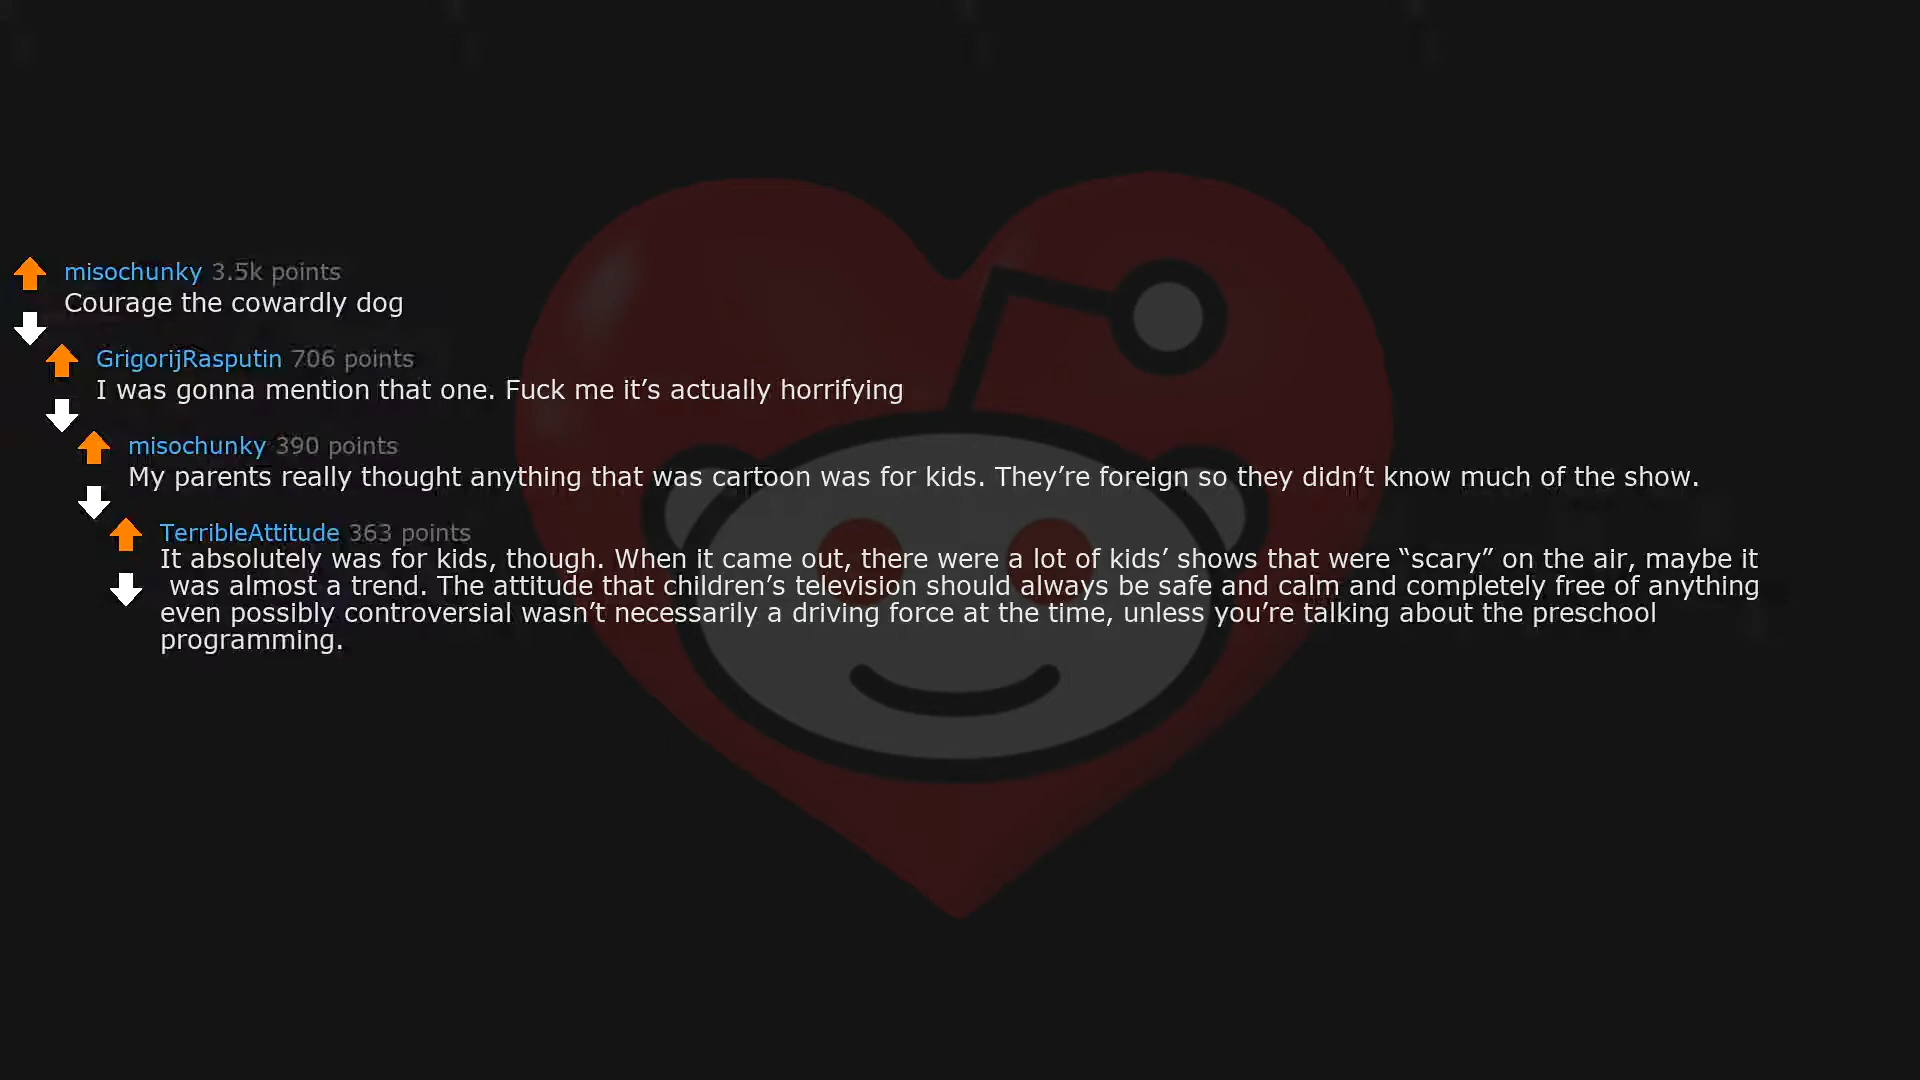 misochunky 3.5k points
Courage the cowardly dog
GrigorijRasputin 706 points
I was gonna mention that one. Fuck me it’s actually horrifying
misochunky 390 points
My parents really thought anything that was cartoon was for kids. They’re foreign so they didn’t know much of the show.
TerribleAttitude 363 points
It absolutely was for kids, though. When it came out, there were a lot of kids’ shows that were “scary” on the air, maybe it
was almost a trend. The attitude that children’s television should always be safe and calm and completely free of anything
even possibly controversial wasn’t necessarily a driving force at the time, unless you’re talking about the preschool
programming.